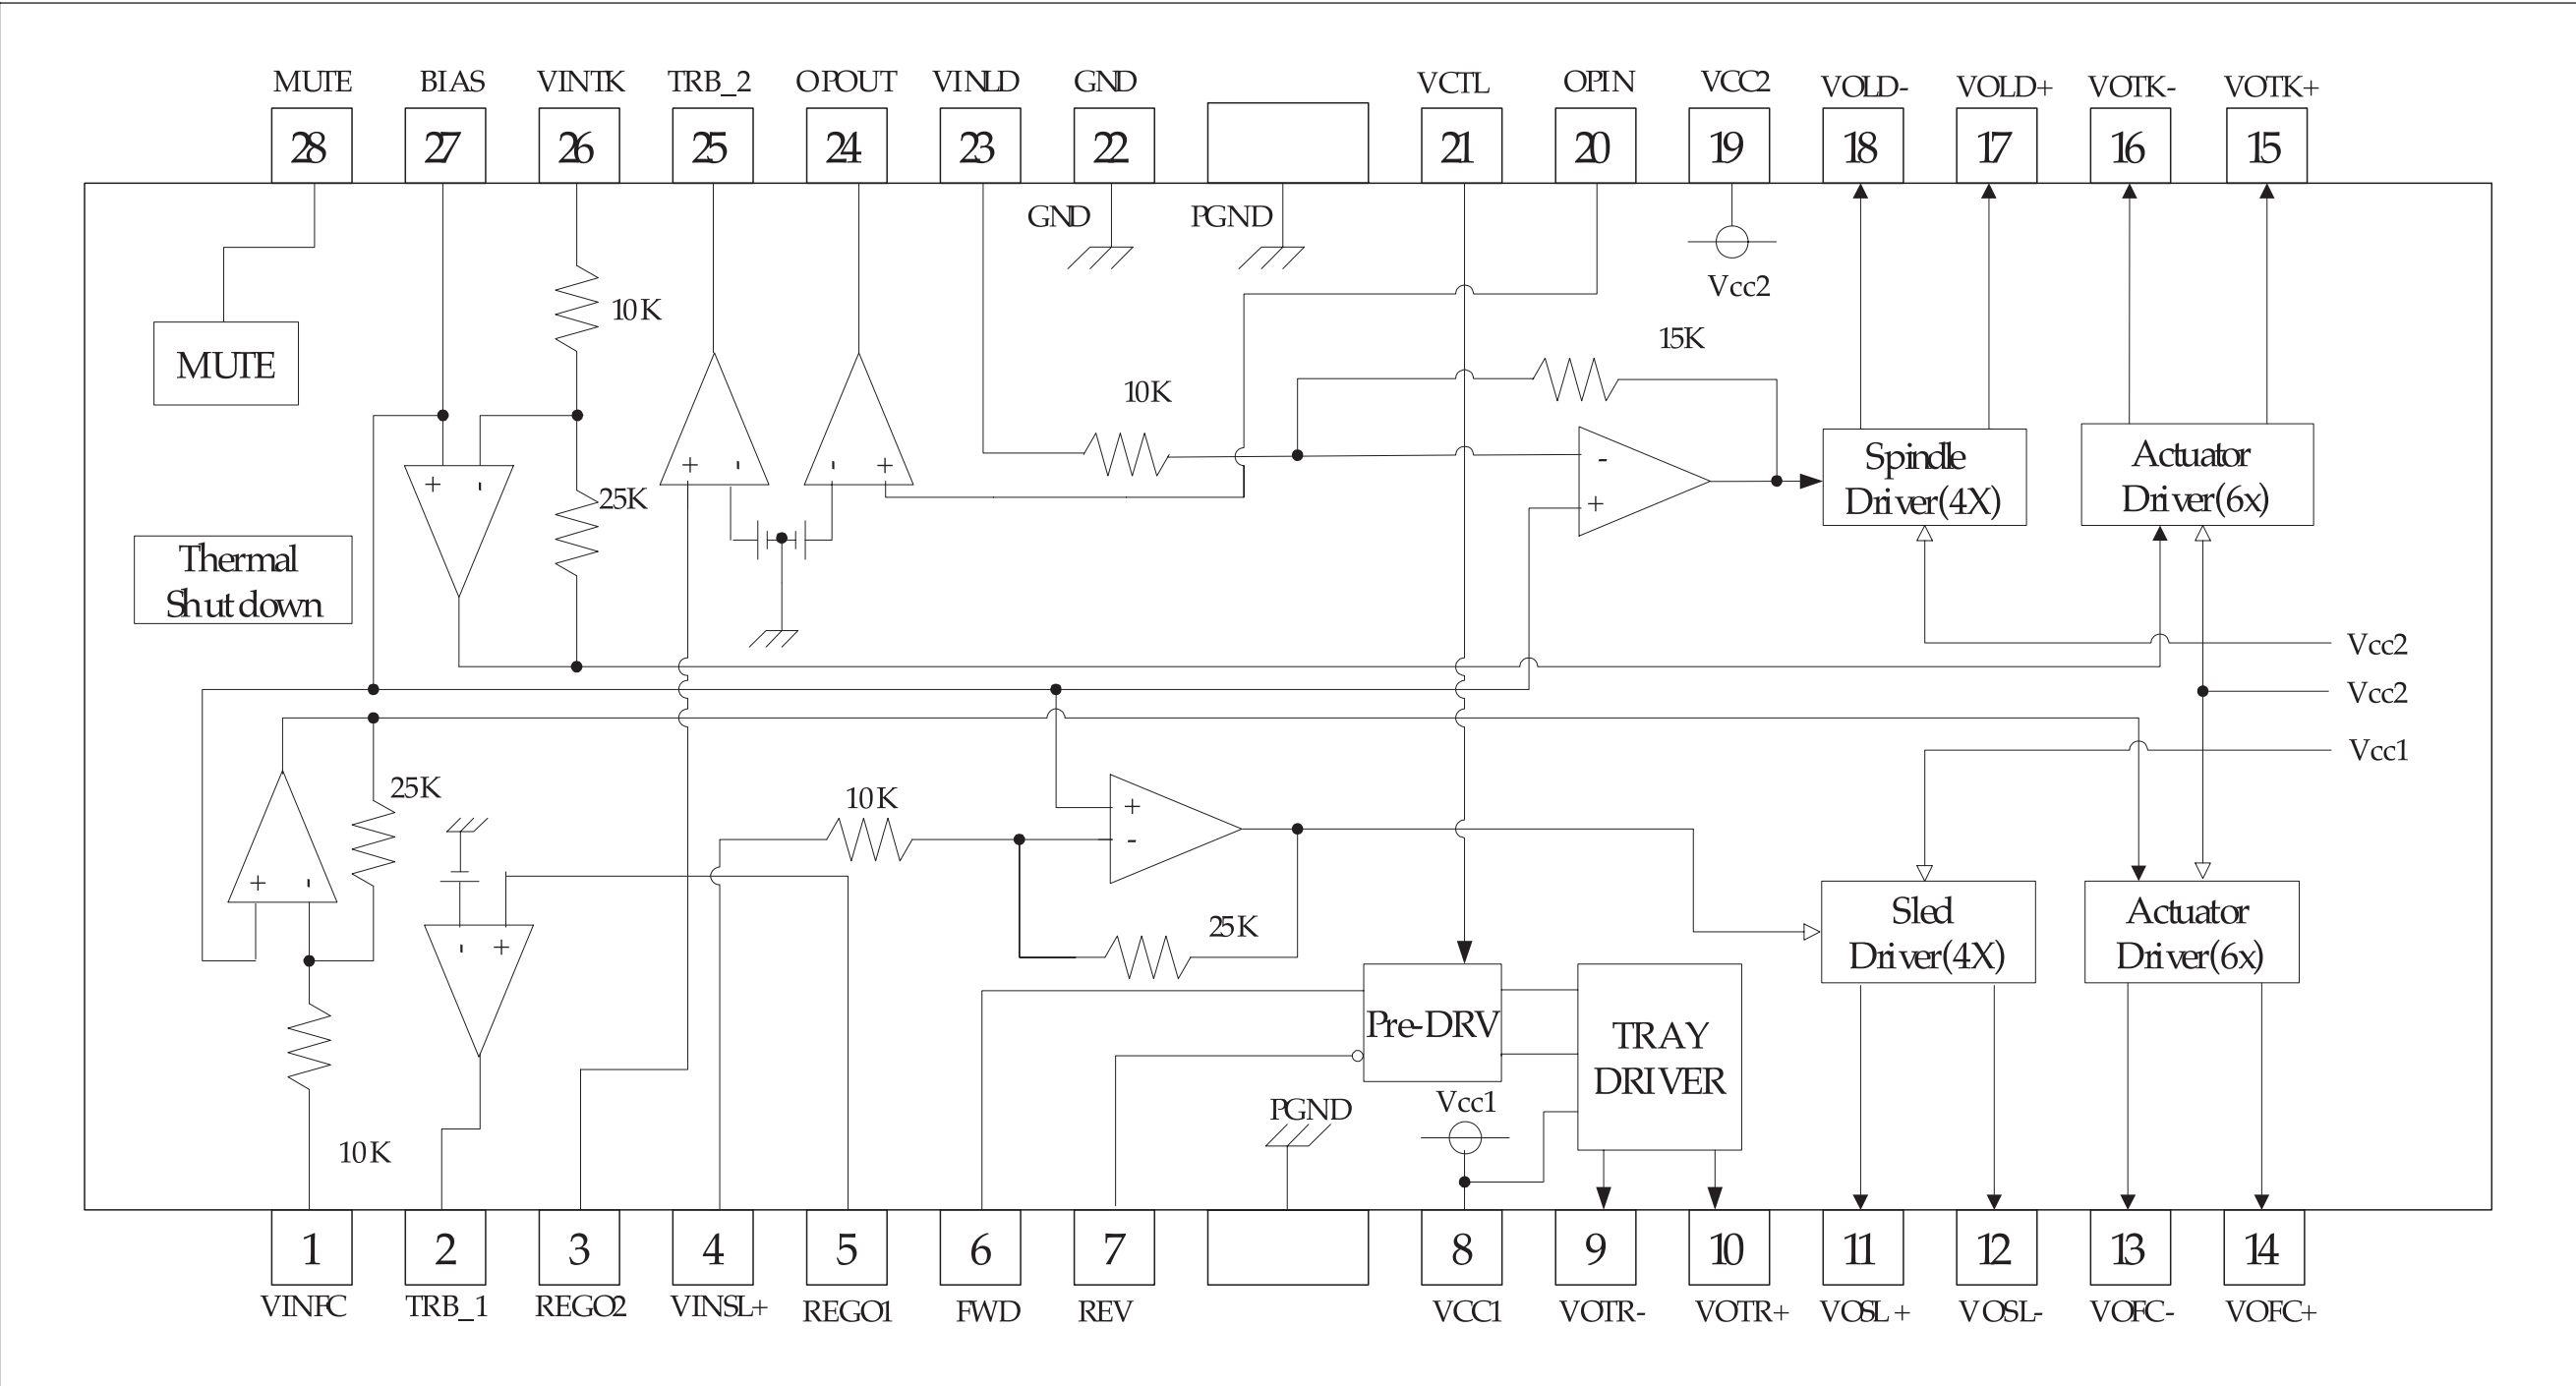 MUTE BIAS VINTK TRB_2 OPOUT VINLD GND VCTL OPIN VCC2 VOLD- VOLD+ VOTK- VOTK+
28 27 26 25 24 23 22 21 20 19 18 17 16 15
GND PGND
Vcc2
10K
15K
MUTE
10K
+ - - + - Spindle Actuator
+ - 25K + Driver(4X) Driver(6x)
Thermal
Shutdown
Vcc2
Vcc2
Vcc1
25K 10K +
-
+ - Sled Actuator
- + 25K Driver(4X) Driver(6x)
Pre-DRV TRAY
DRIVER
PGND Vcc1
10K
1 2 3 4 5 6 7 8 9 10 11 12 13 14
VINFC TRB_1 REGO2 VINSL+ REGO1 FWD REV VCC1 VOTR- VOTR+ VOSL+ VOSL- VOFC- VOFC+